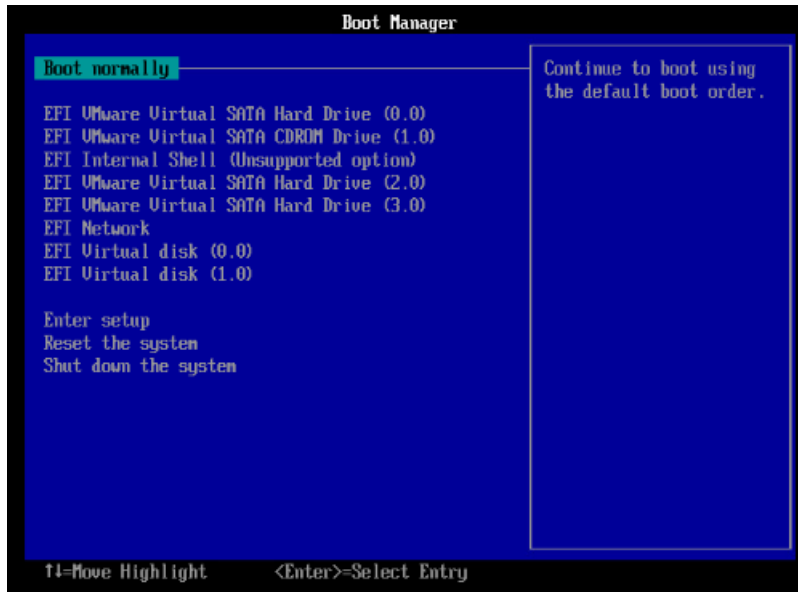 Boot Manager
Boot normally
Continue to boot using
the default boot order.
EFI VMware Virtual SATA Hard Drive (0.0)
EFI VMware Virtual SATA CDROM Drive (1.0)
EFI Internal Shell (Unsupported option)
EFI VMware Virtual SATA Hard Drive (2.0)
EFI VMware Virtual SATA Hard Drive (3.0)
EFI Network
EFI Virtual disk (0.0)
EFI Virtual disk (1.0)
Enter setup
Reset the system
Shut down the system
↑↓=Move Highlight <Enter>=Select Entry